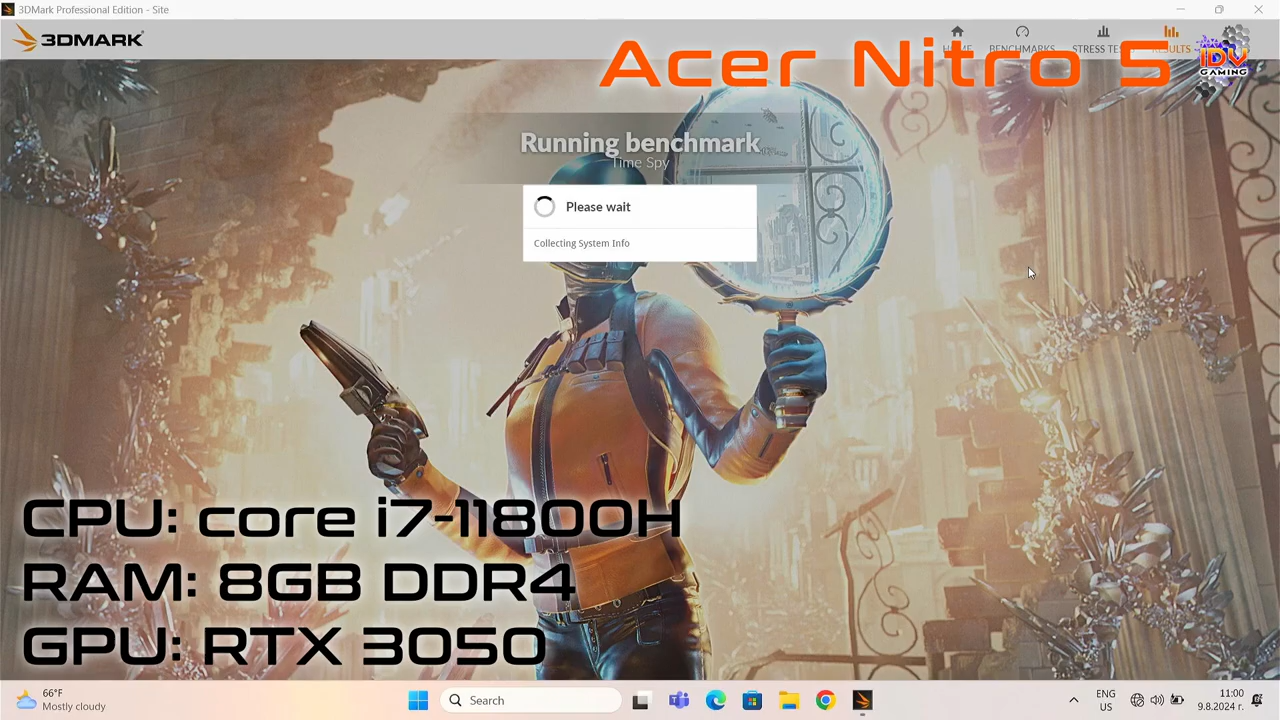 3DMark Professional Edition - Site
3DMARK
HOME
BENCHMARKS
STRESS
RESULTS
Acer Nitro 5
IDV
GAMING
Running benchmark
Time Spy
Please wait
Collecting System Info
CPU: core i7-11800H
RAM: 8GB DDR4
GPU: RTX 3050
66°F
Mostly cloudy
Search
ENG
US
11:00
9.8.2024 г.